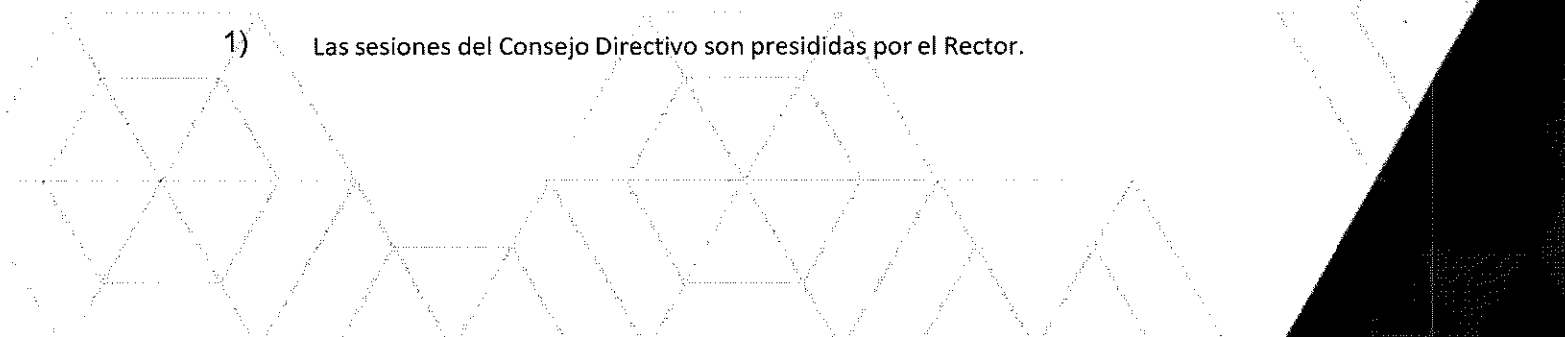 1) Las sesiones del Consejo Directivo son presididas por el Rector.